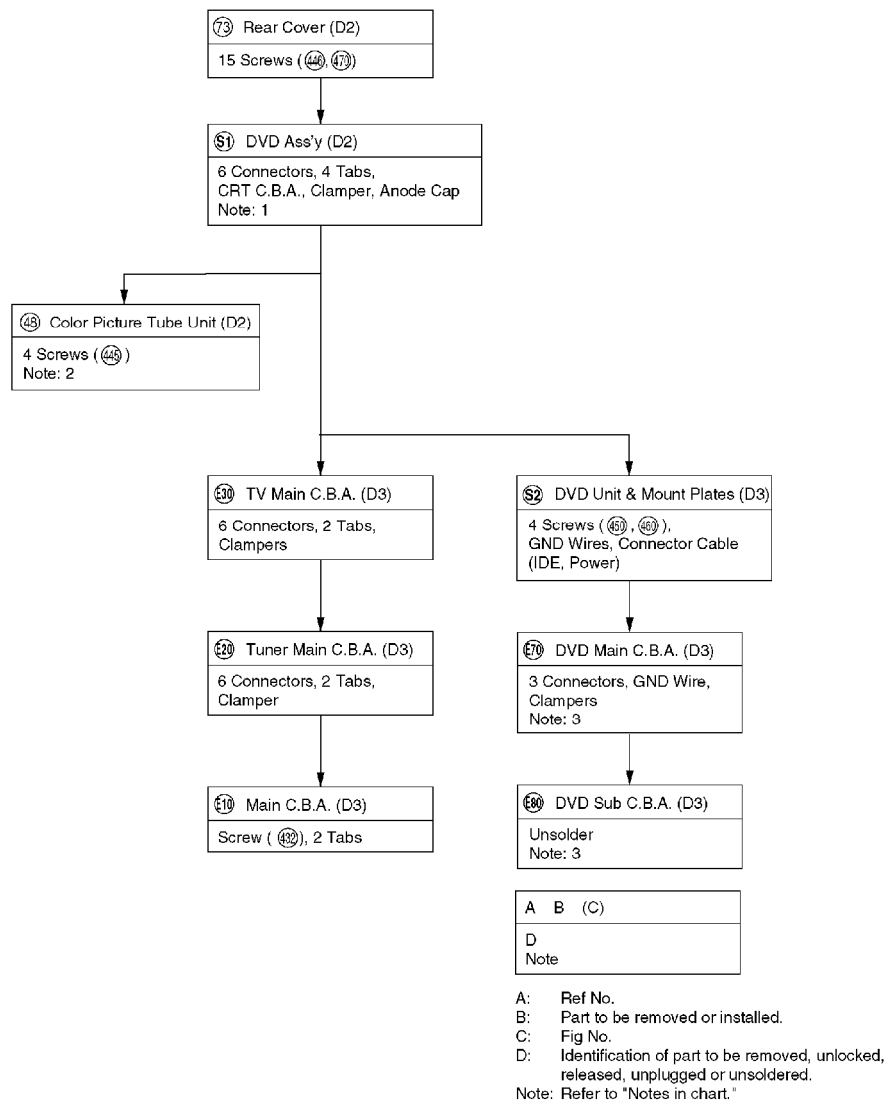 73 Rear Cover (D2)
15 Screws (446, 470)
S1 DVD Ass'y (D2)
6 Connectors, 4 Tabs,
CRT C.B.A., Clamper, Anode Cap
Note: 1
48 Color Picture Tube Unit (D2)
4 Screws (445)
Note: 2
E30 TV Main C.B.A. (D3)
6 Connectors, 2 Tabs,
Clampers
E20 Tuner Main C.B.A. (D3)
6 Connectors, 2 Tabs,
Clamper
E10 Main C.B.A. (D3)
Screw (432), 2 Tabs
S2 DVD Unit & Mount Plates (D3)
4 Screws (450, 460),
GND Wires, Connector Cable
(IDE, Power)
E70 DVD Main C.B.A. (D3)
3 Connectors, GND Wire,
Clampers
Note: 3
E80 DVD Sub C.B.A. (D3)
Unsolder
Note: 3
A B (C)
D
Note
A: Ref No.
B: Part to be removed or installed.
C: Fig No.
D: Identification of part to be removed, unlocked,
released, unplugged or unsoldered.
Note: Refer to "Notes in chart."